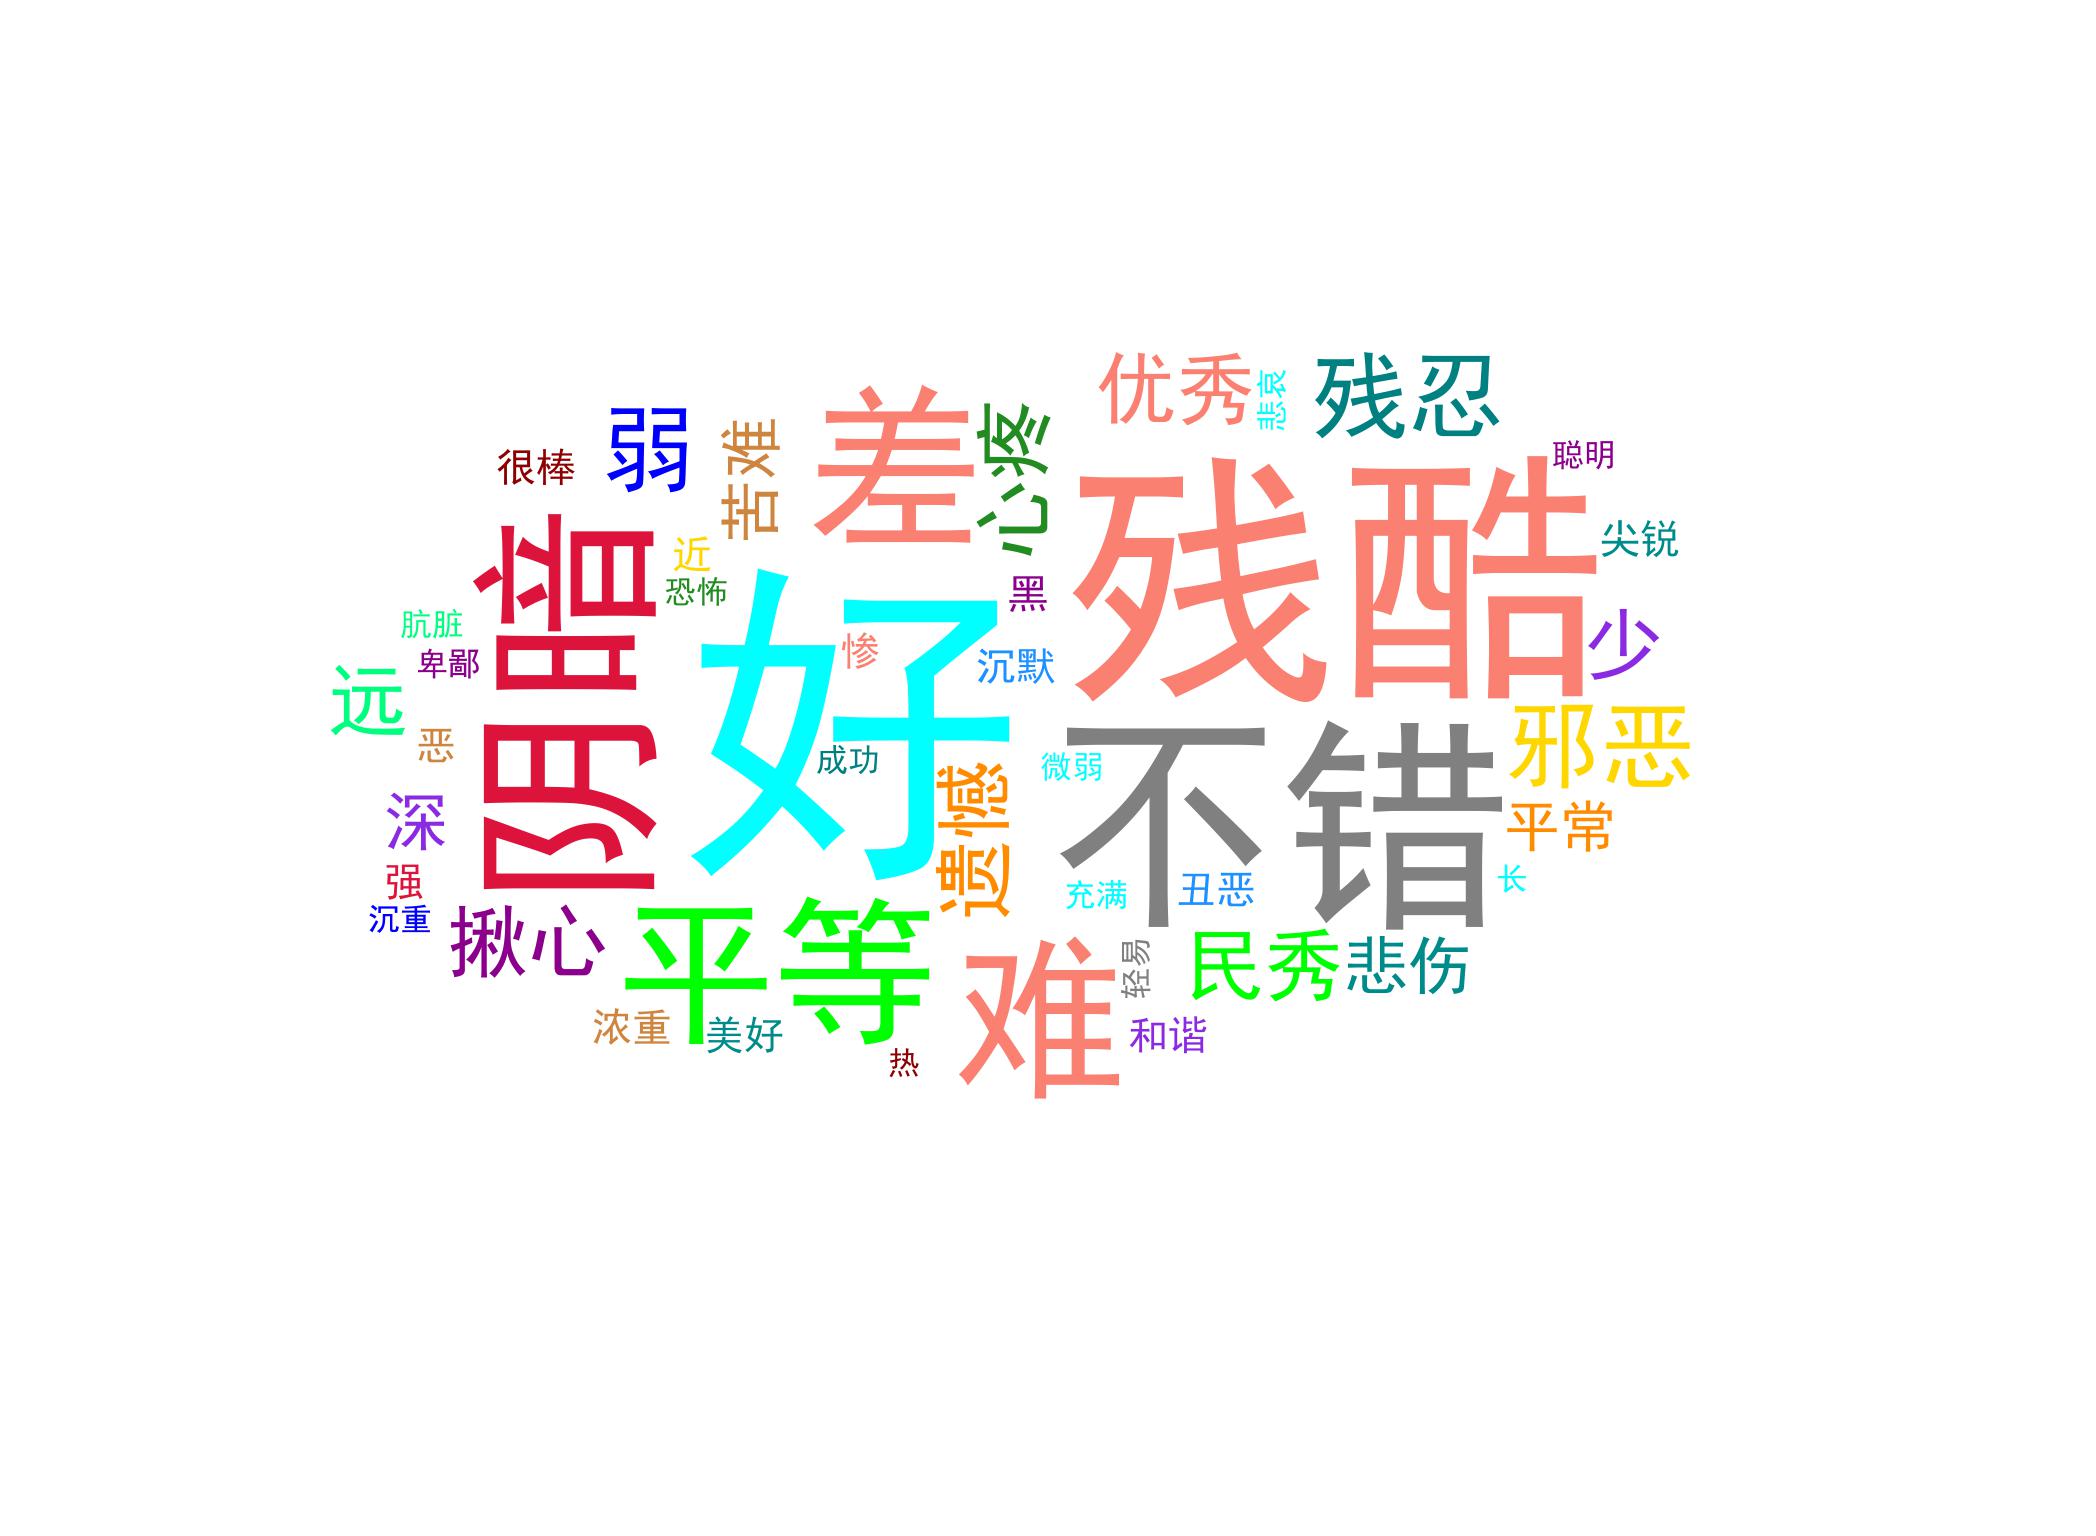 优秀
悲哀
残忍
差
心疼
弱
苦难
很棒
聪明
残酷
尖锐
阴暗
近
恐怖
黑
好
惨
沉默
少
肮脏
卑鄙
远
恶
邪恶
不错
成功
微弱
遗憾
深
平常
强
沉重
充满
丑恶
长
揪心
平等
难
轻易
民秀
悲伤
浓重
美好
和谐
热